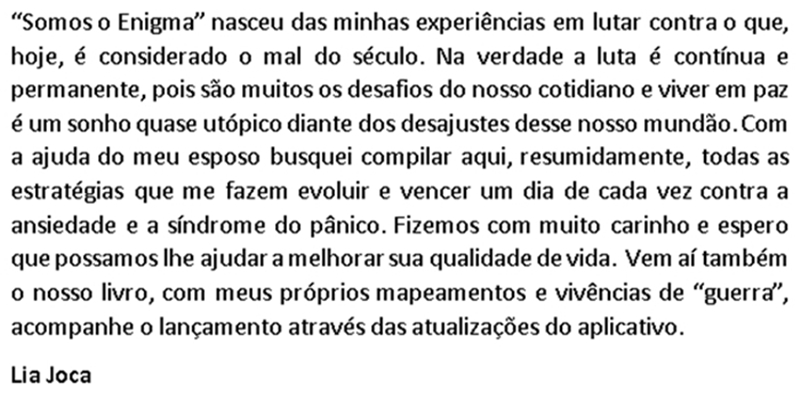 “Somos o Enigma” nasceu das minhas experiências em lutar contra o que,
hoje, é considerado o mal do século. Na verdade a luta é contínua e
permanente, pois são muitos os desafios do nosso cotidiano e viver em paz
é um sonho quase utópico diante dos desajustes desse nosso mundão. Com
a ajuda do meu esposo busquei compilar aqui, resumidamente, todas as
estratégias que me fazem evoluir e vencer um dia de cada vez contra a
ansiedade e a síndrome do pânico. Fizemos com muito carinho e espero
que possamos lhe ajudar a melhorar sua qualidade de vida. Vem aí também
o nosso livro, com meus próprios mapeamentos e vivências de “guerra”,
acompanhe o lançamento através das atualizações do aplicativo.
Lia Joca